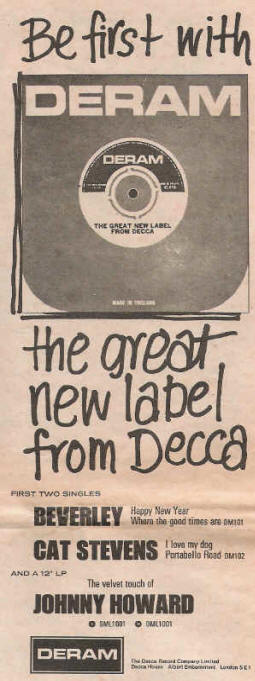 Be first with
DERAM
DERAM
THE GREAT NEW LABEL
FROM DECCA
MADE IN ENGLAND
the great
new label
from Decca
FIRST TWO SINGLES
BEVERLEY Happy New Year
Where the good times are DM101
CAT STEVENS I love my dog
Portabello Road DM102
AND A 12" LP
The velvet touch of
JOHNNY HOWARD
SML1001 DML1001
DERAM
The Decca Record Company Limited
Decca House Albert Embankment London S E 1